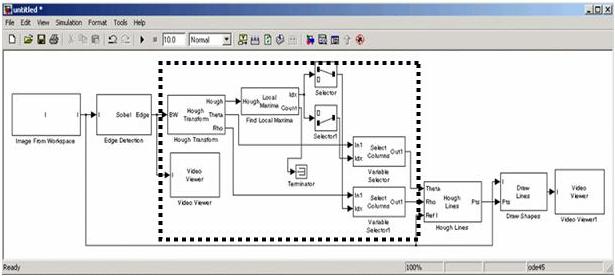 untitled *
File Edit View Simulation Format Tools Help
10.0 Normal
I
Image From Workspace
I Sobel Edge
Edge Detection
BW Hough Transform Hough Theta Rho
Hough Transform
Video Viewer
Video Viewer
Hough Local Maxima Idx Count
Find Local Maxima
Selector
Selector1
Terminator
In1 Idx Select Columns Out1
Variable Selector
In1 Idx Select Columns Out1
Variable Selector1
Theta Rho Ref I Hough Lines Pts
Hough Lines
I Pts Draw Lines
Draw Shapes
Video Viewer
Video Viewer1
Ready 100% ode45